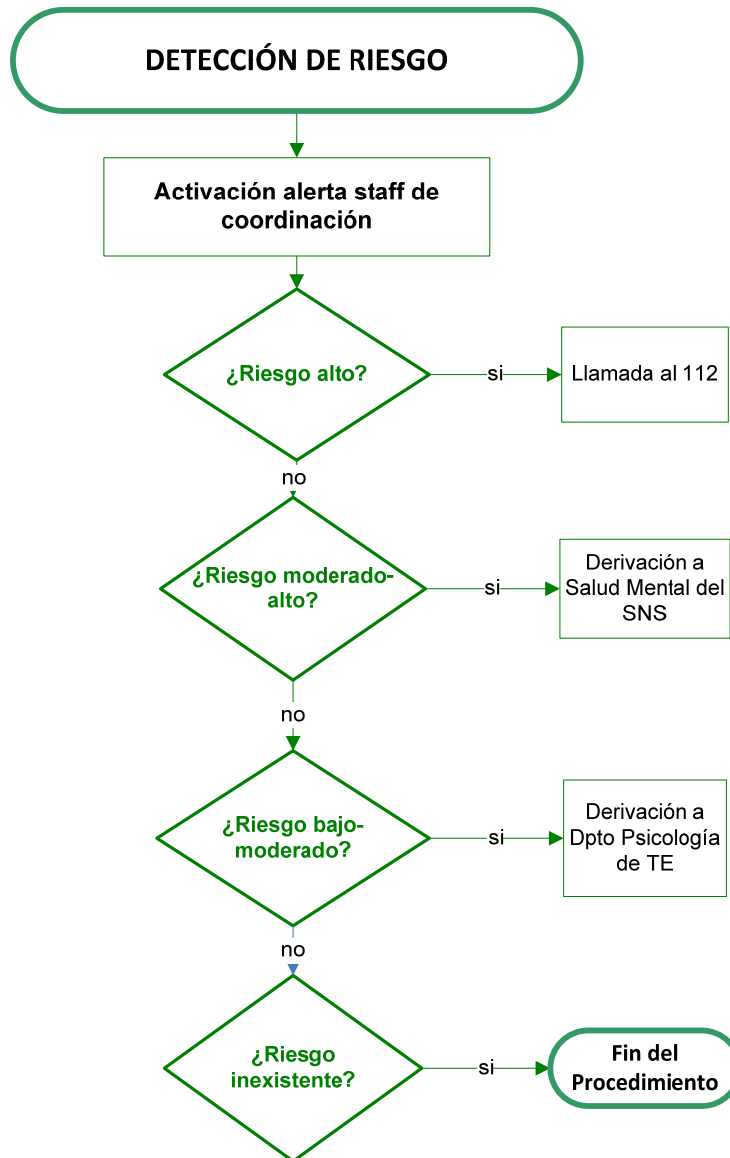 DETECCIÓN DE RIESGO
Activación alerta staff de
coordinación
¿Riesgo alto?
si
Llamada al 112
no
¿Riesgo moderado-
alto?
si
Derivación a
Salud Mental del
SNS
no
¿Riesgo bajo-
moderado?
si
Derivación a
Dpto Psicología
de TE
no
¿Riesgo
inexistente?
si
Fin del
Procedimiento